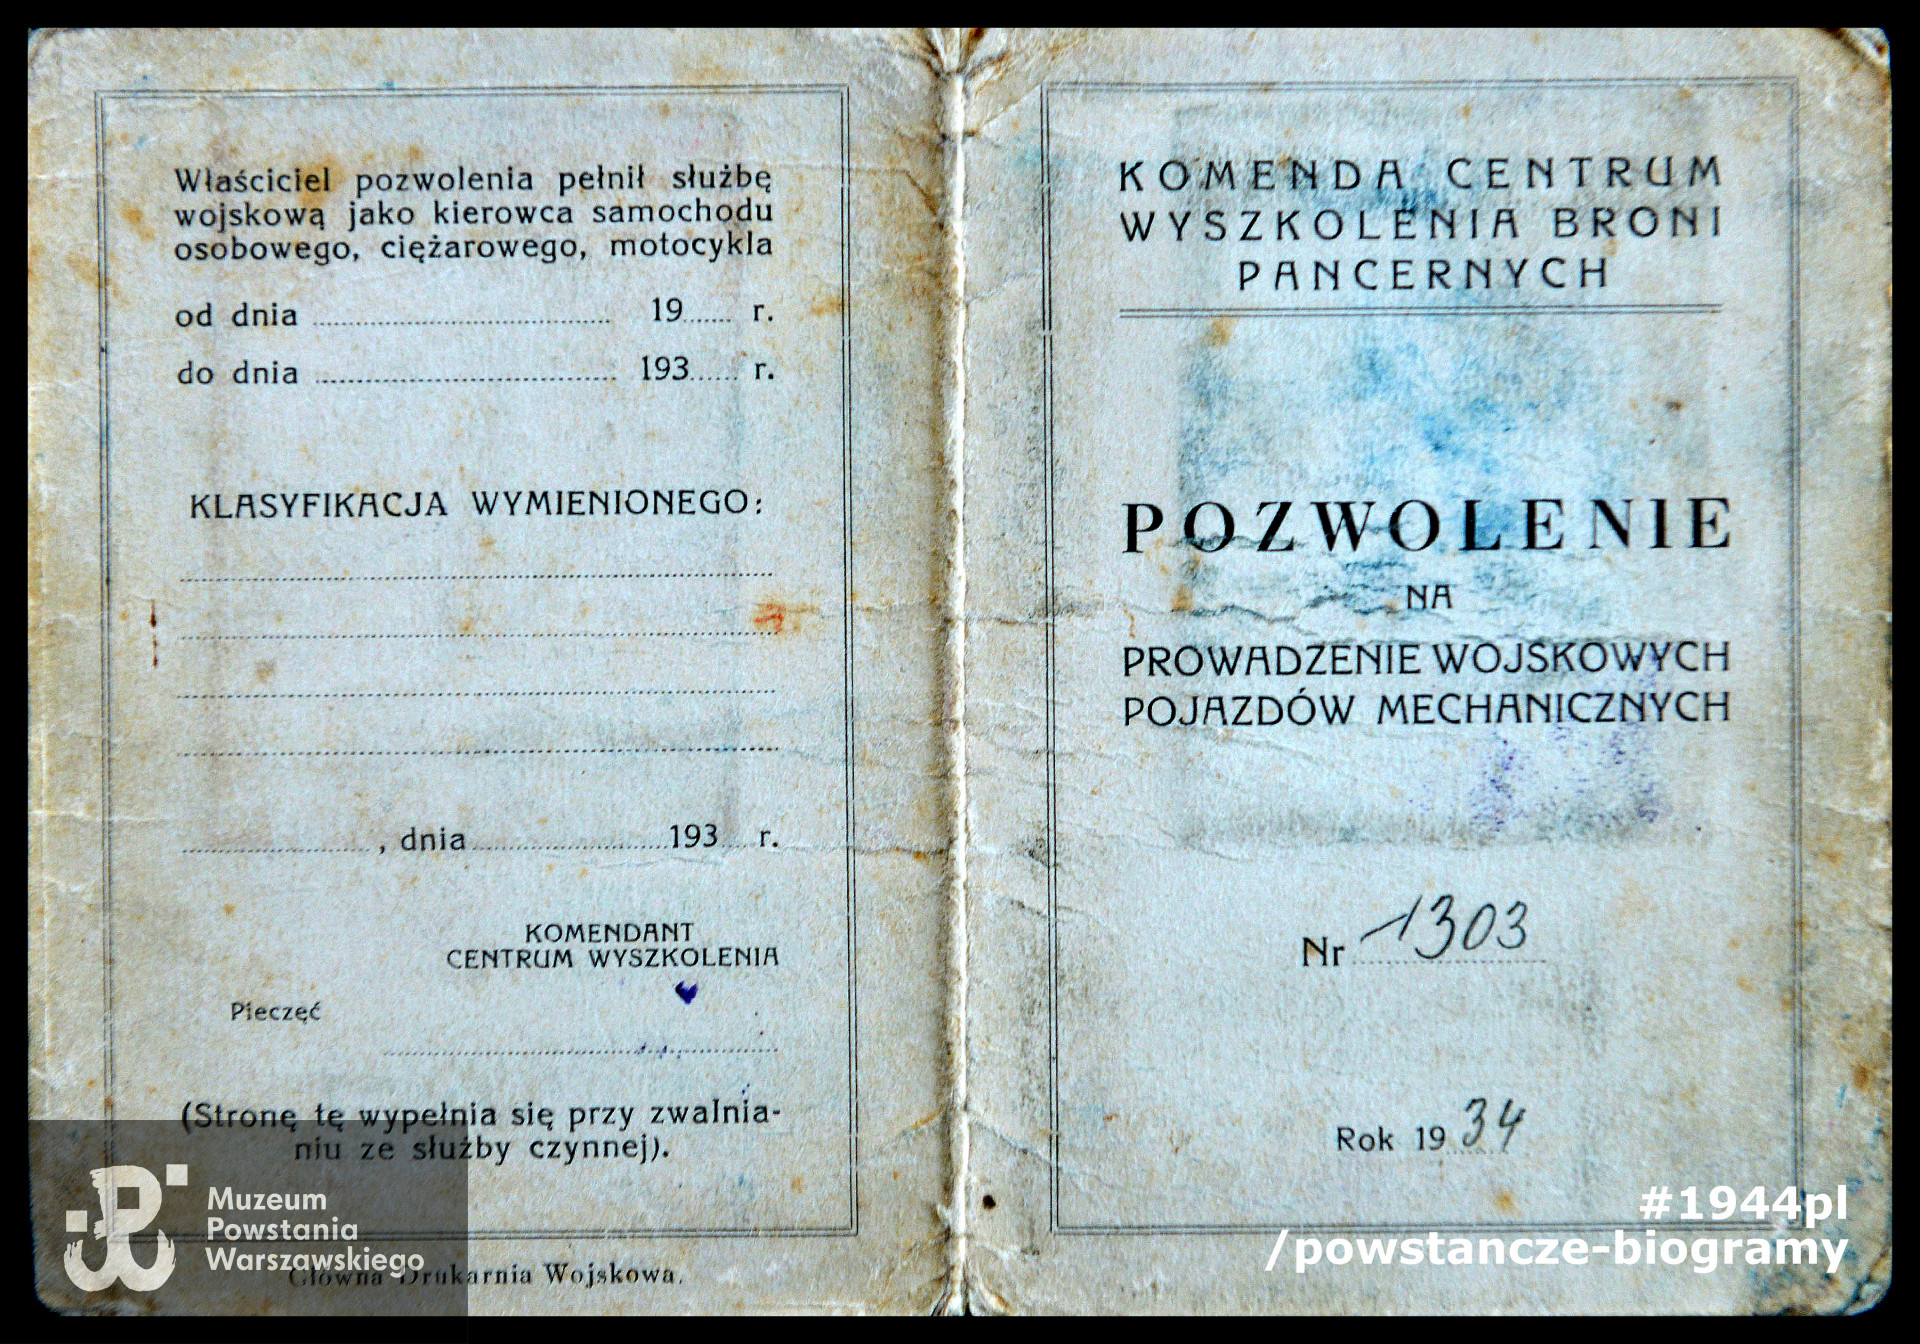 Właściciel pozwolenia pełnił służbę
wojskową jako kierowca samochodu
osobowego, ciężarowego, motocykla
od dnia 19 r.
do dnia 193 r.
KLASYFIKACJA WYMIENIONEGO:
, dnia 193 r.
KOMENDANT
CENTRUM WYSZKOLENIA
Pieczęć
(Stronę tę wypełnia się przy zwalnia-
niu ze służby czynnej).
Główna Drukarnia Wojskowa.
Muzeum
Powstania
Warszawskiego
KOMENDA CENTRUM
WYSZKOLENIA BRONI
PANCERNYCH
POZWOLENIE
NA
PROWADZENIE WOJSKOWYCH
POJAZDÓW MECHANICZNYCH
Nr 1303
Rok 1934
#1944pl
/powstancze-biogramy